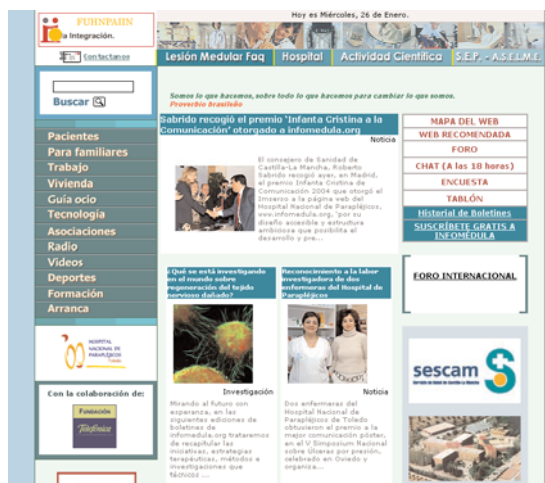 FUHNPAIIN
la Integración.
Contactanos
Hoy es Miércoles, 26 de Enero.
Lesión Medular Faq
Hospital
Actividad Científica
S.E.P. - A.S.E.L.M.E.
Buscar
Somos lo que hacemos, sobre todo lo que hacemos para cambiar lo que somos.
Proverbio brasileño
Pacientes
Para familiares
Trabajo
Vivienda
Guía ocio
Tecnología
Asociaciones
Radio
Videos
Deportes
Formación
Arranca
HOSPITAL
NACIONAL DE
PARAPLÉJICOS
Con la colaboración de:
FUNDACIÓN
Telefónica
Sabrido recogió el premio 'Infanta Cristina a la
Comunicación' otorgado a infomedula.org
Noticia
El consejero de Sanidad de
Castilla-La Mancha, Roberto
Sabrido recogió ayer, en Madrid,
el premio Infanta Cristina de
Comunicación 2004 que otorgó el
Imserso a la página web del
Hospital Nacional de Parapléjicos,
www.infomedula.org, 'por su
diseño accesible y estructura
ambiciosa que posibilita el
desarrollo y pre...
¿Qué se está investigando
en el mundo sobre
regeneración del tejido
nervioso dañado?
Investigación
Mirando al futuro con
esperanza, en las
siguientes ediciones de
boletines de
infomedula.org trataremos
de recapitular las
iniciativas, estrategias
terapéuticas, métodos e
investigaciones que
técnicos ...
Reconocimiento a la labor
investigadora de dos
enfermeras del Hospital de
Parapléjicos
Noticia
Dos enfermeras del
Hospital Nacional de
Parapléjicos de Toledo
obtuvieron el premio a la
mejor comunicación póster,
en el V Simposium Nacional
sobre Úlceras por presión,
celebrado en Oviedo y
organiza...
MAPA DEL WEB
WEB RECOMENDADA
FORO
CHAT (A las 18 horas)
ENCUESTA
TABLÓN
Historial de Boletines
SUSCRÍBETE GRATIS A
INFOMÉDULA
FORO INTERNACIONAL
sescam
Servicio de Salud de Castilla-La Mancha